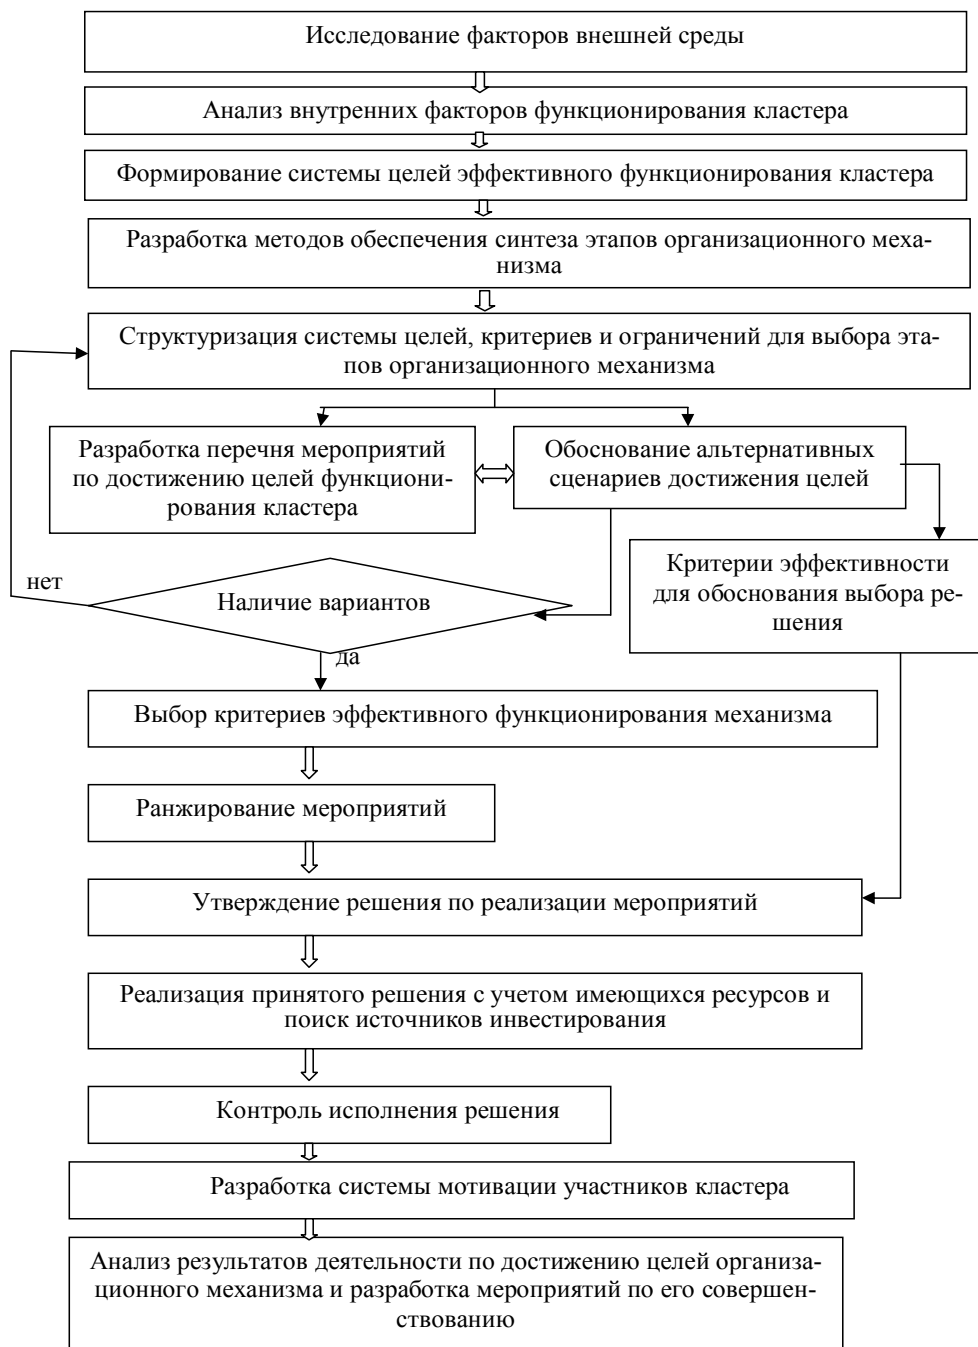 Исследование факторов внешней среды
Анализ внутренних факторов функционирования кластера
Формирование системы целей эффективного функционирования кластера
Разработка методов обеспечения синтеза этапов организационного меха-
низма
Структуризация системы целей, критериев и ограничений для выбора эта-
пов организационного механизма
Разработка перечня мероприятий
по достижению целей функциони-
рования кластера
Обоснование альтернативных
сценариев достижения целей
Критерии эффективности
для обоснования выбора ре-
шения
нет
Наличие вариантов
да
Выбор критериев эффективного функционирования механизма
Ранжирование мероприятий
Утверждение решения по реализации мероприятий
Реализация принятого решения с учетом имеющихся ресурсов и
поиск источников инвестирования
Контроль исполнения решения
Разработка системы мотивации участников кластера
Анализ результатов деятельности по достижению целей организа-
ционного механизма и разработка мероприятий по его совершен-
ствованию